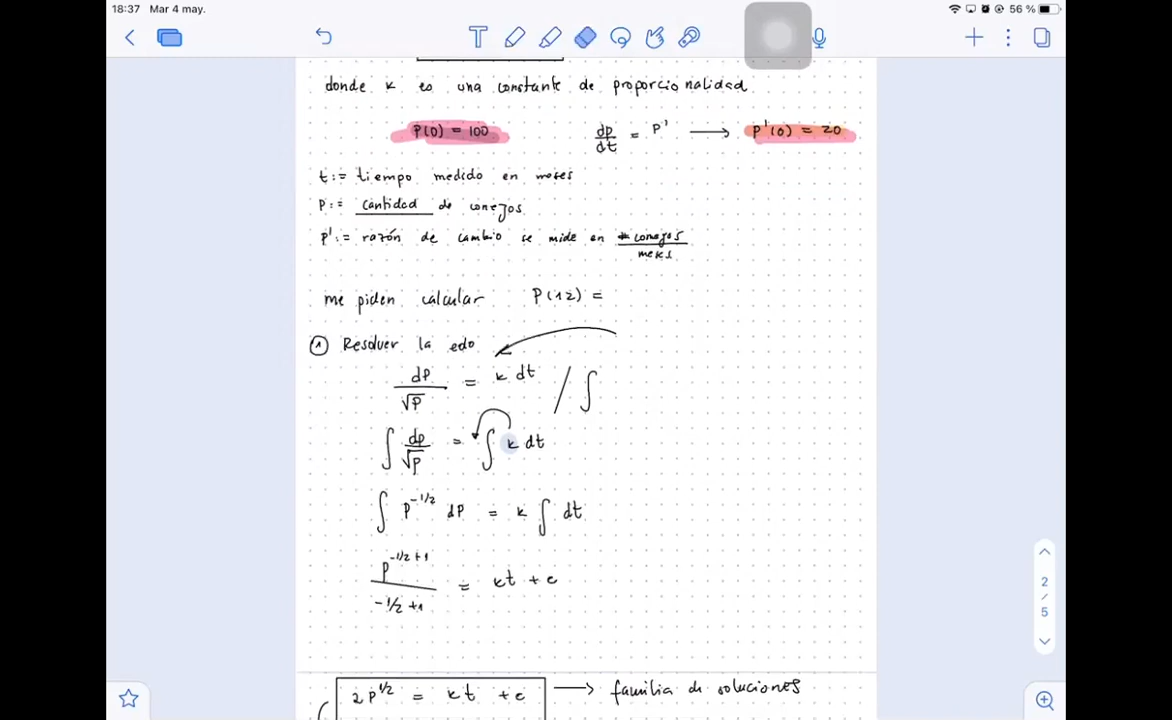 18:37 Mar 4 may. 56 %
donde k es una constante de proporcionalidad
P(0) = 100 dp/dt = P' → P'(0) = 20
t:= tiempo medido en meses
P:= cantidad de conejos
P':= razón de cambio se mide en # conejos / meses
me piden calcular P(12) =
① Resolver la edo
dP/√P = k dt / ∫
∫ dp/√P = ∫ k dt
∫ P^-1/2 dP = k ∫ dt
P^-1/2+1 / -1/2+1 = kt + c
2 / 5
2P^1/2 = kt + c → familia de soluciones